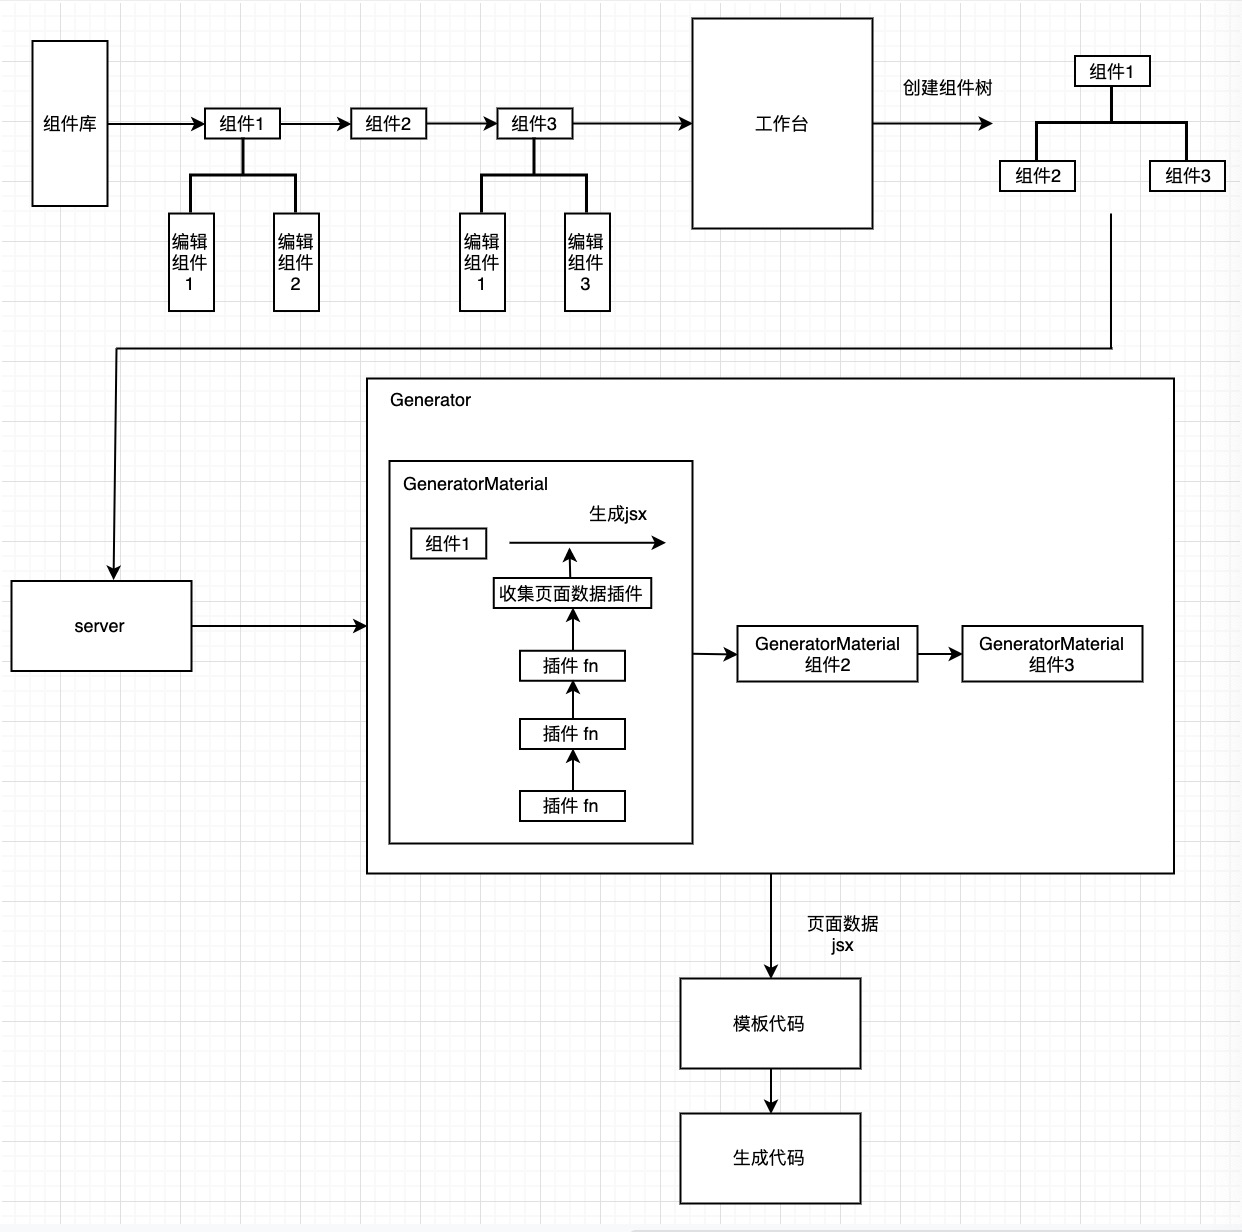 组件库
组件1
组件2
组件3
工作台
创建组件树
组件1
组件2
组件3
编辑
组件
1
编辑
组件
2
编辑
组件
1
编辑
组件
3
Generator
GeneratorMaterial
生成jsx
组件1
收集页面数据插件
插件 fn
插件 fn
插件 fn
server
GeneratorMaterial
组件2
GeneratorMaterial
组件3
页面数据
jsx
模板代码
生成代码